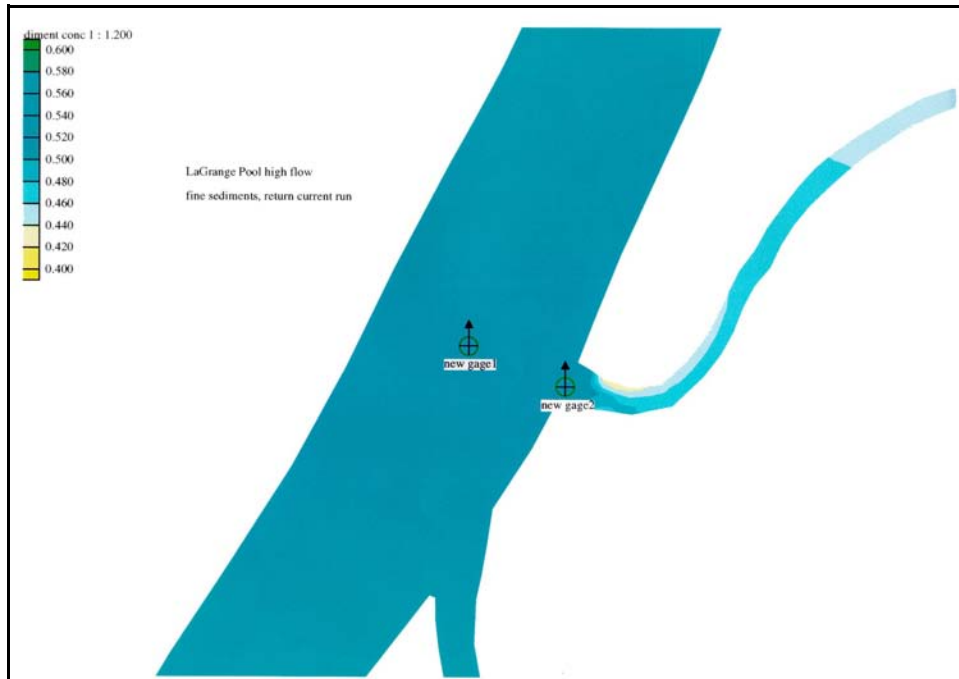 diment conc 1 : 1.200
0.600
0.580
0.560
0.540
0.520
0.500
0.480
0.460
0.440
0.420
0.400
LaGrange Pool high flow
fine sediments, return current run
new gage1
new gage2